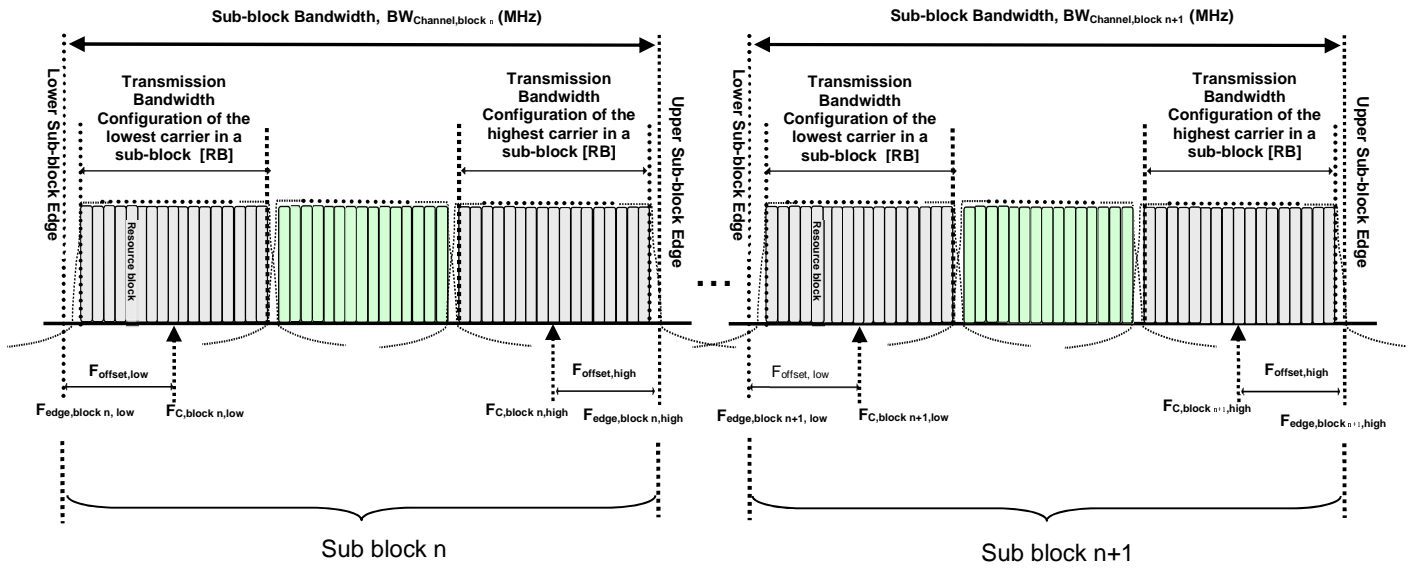 Sub-block Bandwidth, BWChannel,block n (MHz)
Sub-block Bandwidth, BWChannel,block n+1 (MHz)
Lower Sub-block Edge
Transmission
Bandwidth
Configuration of the
lowest carrier in a
sub-block [RB]
Transmission
Bandwidth
Configuration of the
highest carrier in a
sub-block [RB]
Upper Sub-block Edge
Lower Sub-block Edge
Transmission
Bandwidth
Configuration of the
lowest carrier in a
sub-block [RB]
Transmission
Bandwidth
Configuration of the
highest carrier in a
sub-block [RB]
Upper Sub-block Edge
Resource block
...
Resource block
Foffset,low
Foffset,high
Foffset, low
Foffset,high
Fedge,block n, low
FC,block n,low
FC,block n,high
Fedge,block n,high
Fedge,block n+1, low
FC,block n+1,low
FC,block n+1,high
Fedge,block n+1,high
Sub block n
Sub block n+1